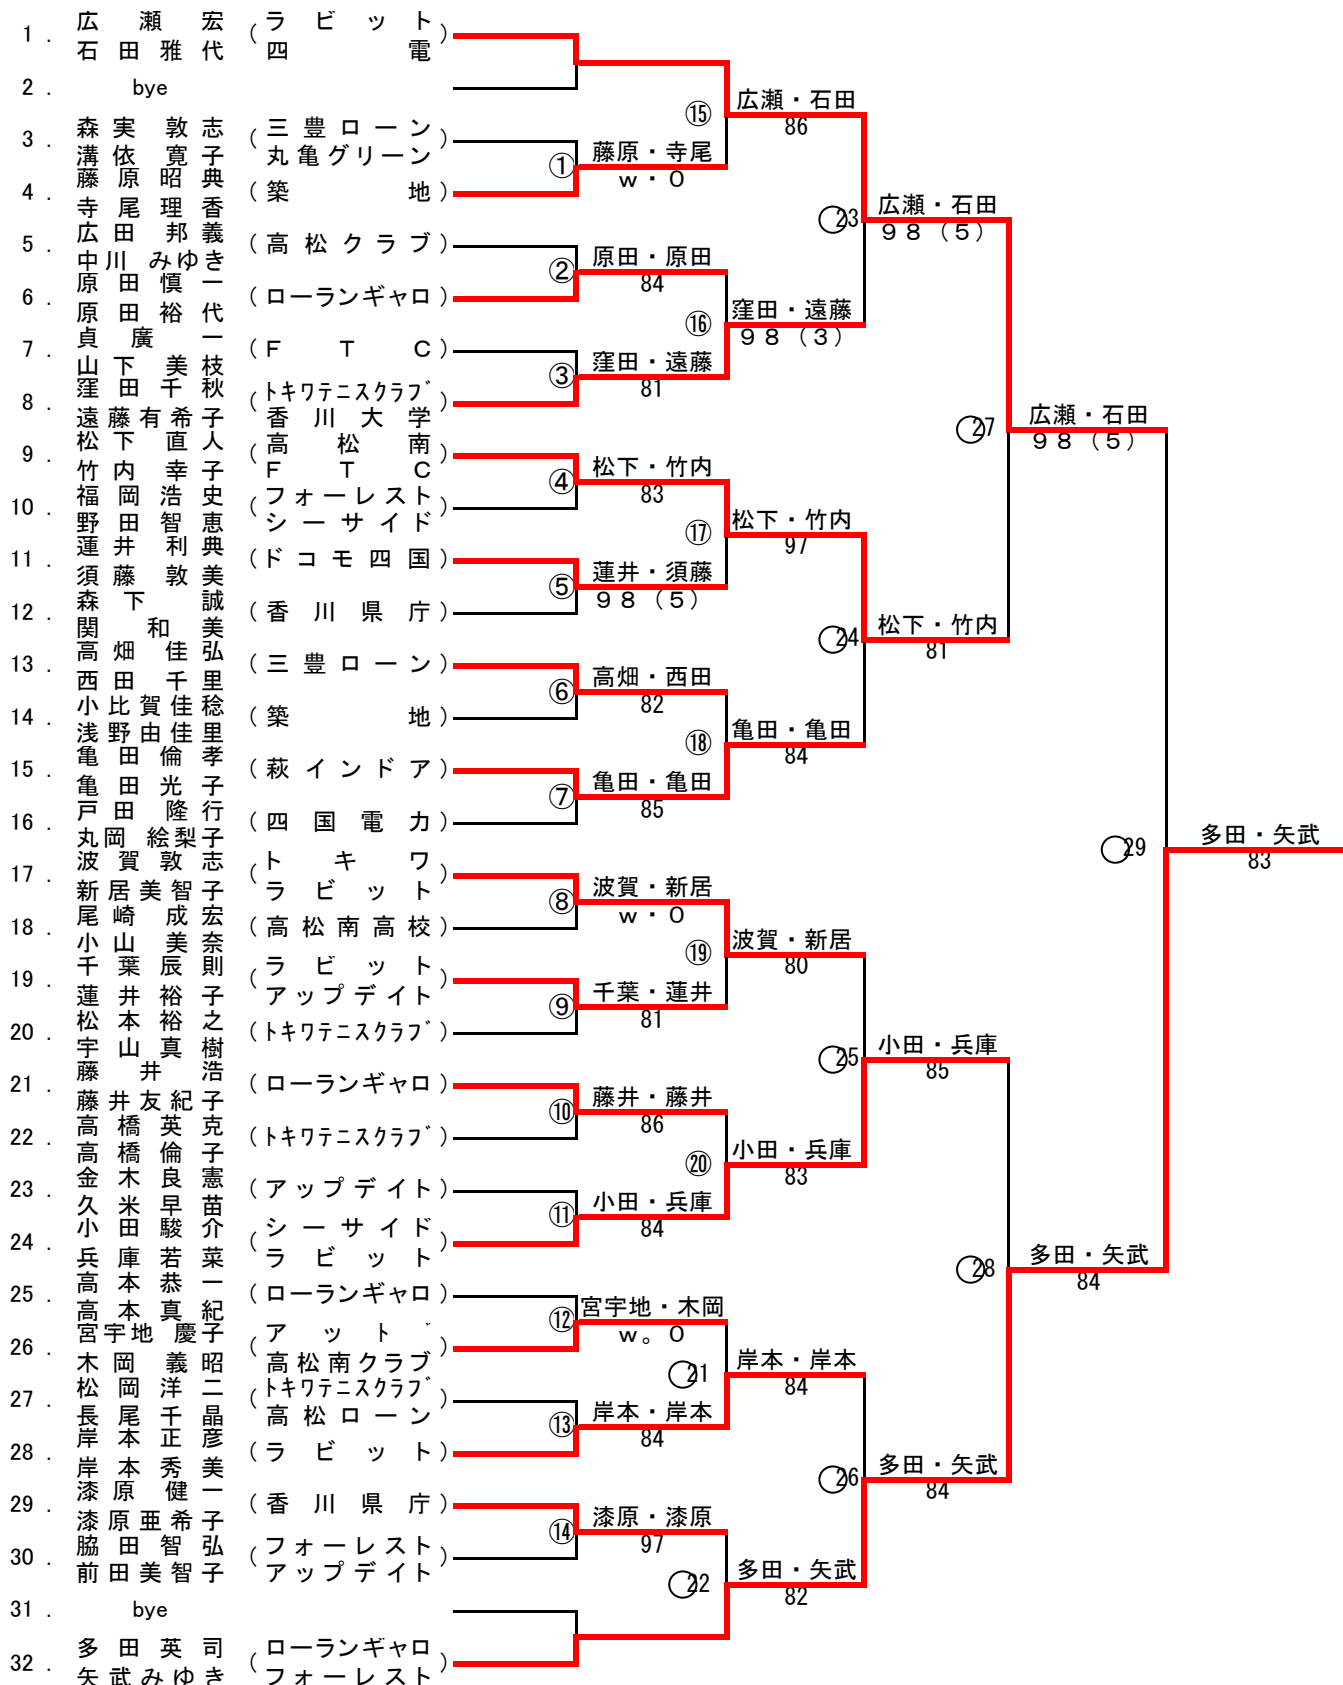 1. 広瀬宏 (ラビット)
石田雅代 四電
2. bye
3. 森実敦志 (三豊ローン)
溝依寛子 丸亀グリーン
4. 藤原昭典 (築地)
寺尾理香
5. 広田邦義 (高松クラブ)
中川みゆき
6. 原田慎一 (ローランギャロ)
原田裕代
7. 貞廣一 (FTC)
山下美枝
8. 窪田千秋 (トキワテニスクラブ)
遠藤有希子 香川大学
9. 松下直人 (高松南)
竹内幸子 FTC
10. 福岡浩史 (フォーレスト)
野田智恵 シーサイド
11. 蓮井利典 (ドコモ四国)
須藤敦美
12. 森下誠 (香川県庁)
関和美
13. 高畑佳弘 (三豊ローン)
西田千里
14. 小比賀佳稔 (築地)
浅野由佳里
15. 亀田倫孝 (萩インドア)
亀田光子
16. 戸田隆行 (四国電力)
丸岡絵梨子
17. 波賀敦志 (トキワ)
新居美智子 ラビット
18. 尾崎成宏 (高松南高校)
小山美奈
19. 千葉辰則 (ラビット)
蓮井裕子 アップデイト
20. 松本裕之 (トキワテニスクラブ)
宇山真樹
21. 藤井浩 (ローランギャロ)
藤井友紀子
22. 高橋英克 (トキワテニスクラブ)
高橋倫子
23. 金木良憲 (アップデイト)
久米早苗
24. 小田駿介 (シーサイド)
兵庫若菜 ラビット
25. 高本恭一 (ローランギャロ)
高本真紀
26. 宮宇地慶子 (アット゛)
木岡義昭 高松南クラブ
27. 松岡洋二 (トキワテニスクラブ)
長尾千晶 高松ローン
28. 岸本正彦 (ラビット)
岸本秀美
29. 漆原健一 (香川県庁)
漆原亜希子
30. 脇田智弘 (フォーレスト)
前田美智子 アップデイト
31. bye
32. 多田英司 (ローランギャロ)
矢武みゆき フォーレスト
① 藤原・寺尾
w・0
② 原田・原田
84
③ 窪田・遠藤
81
④ 松下・竹内
83
⑤ 蓮井・須藤
98(5)
⑥ 高畑・西田
82
⑦ 亀田・亀田
85
⑧ 波賀・新居
w・0
⑨ 千葉・蓮井
81
⑩ 藤井・藤井
86
⑪ 小田・兵庫
84
⑫ 宮宇地・木岡
w。0
⑬ 岸本・岸本
84
⑭ 漆原・漆原
97
⑮ 広瀬・石田
86
⑯ 窪田・遠藤
98(3)
⑰ 松下・竹内
97
⑱ 亀田・亀田
84
⑲ 波賀・新居
80
⑳ 小田・兵庫
83
21 岸本・岸本
84
22 多田・矢武
82
23 広瀬・石田
98(5)
24 松下・竹内
81
25 小田・兵庫
85
26 多田・矢武
84
27 広瀬・石田
98(5)
28 多田・矢武
84
29 多田・矢武
83